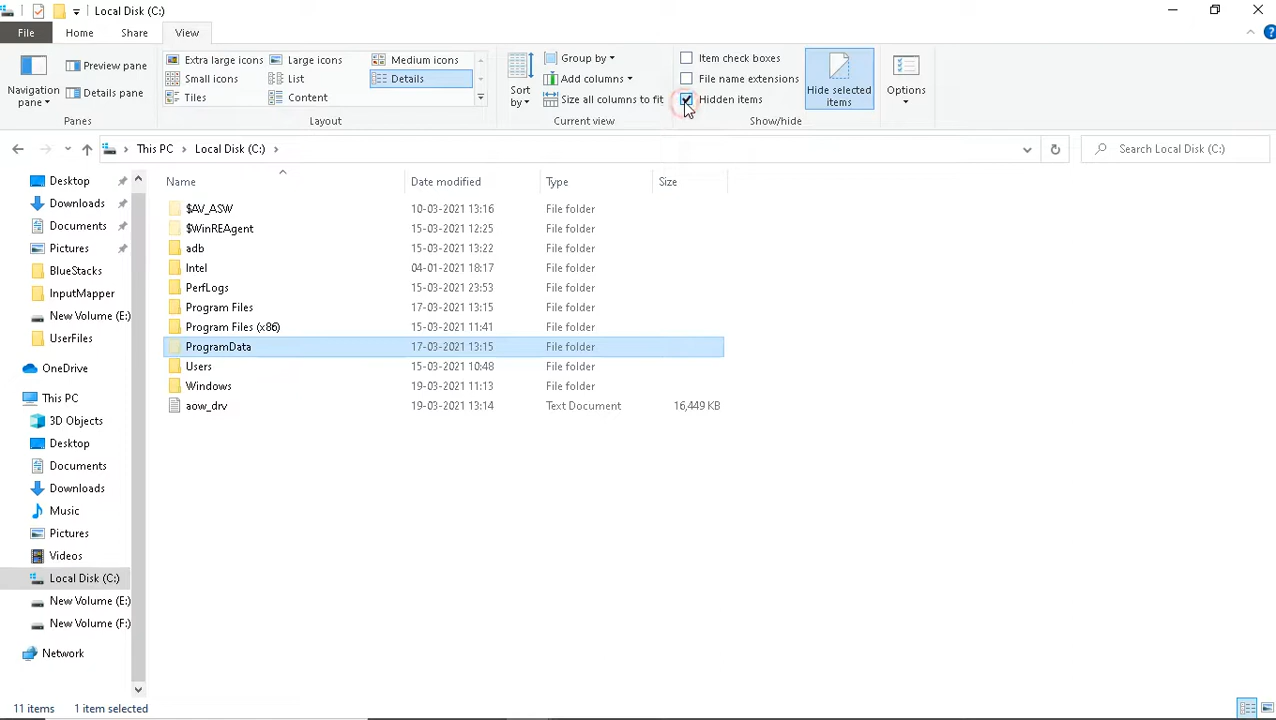 Local Disk (C:)
File Home Share View
Navigation pane
Preview pane
Details pane
Panes
Extra large icons Large icons Medium icons
Small icons List Details
Tiles Content
Layout
Sort by
Group by
Add columns
Size all columns to fit
Current view
Item check boxes
File name extensions
Hidden items
Show/hide
Hide selected items
Options
This PC Local Disk (C:)
Search Local Disk (C:)
Desktop
Downloads
Documents
Pictures
BlueStacks
InputMapper
New Volume (E:)
UserFiles
OneDrive
This PC
3D Objects
Desktop
Documents
Downloads
Music
Pictures
Videos
Local Disk (C:)
New Volume (E:)
New Volume (F:)
Network
Name Date modified Type Size
$AV_ASW 10-03-2021 13:16 File folder
$WinREAgent 15-03-2021 12:25 File folder
adb 15-03-2021 13:22 File folder
Intel 04-01-2021 18:17 File folder
PerfLogs 15-03-2021 23:53 File folder
Program Files 17-03-2021 13:15 File folder
Program Files (x86) 15-03-2021 11:41 File folder
ProgramData 17-03-2021 13:15 File folder
Users 15-03-2021 10:48 File folder
Windows 19-03-2021 11:13 File folder
aow_drv 19-03-2021 13:14 Text Document 16,449 KB
11 items 1 item selected